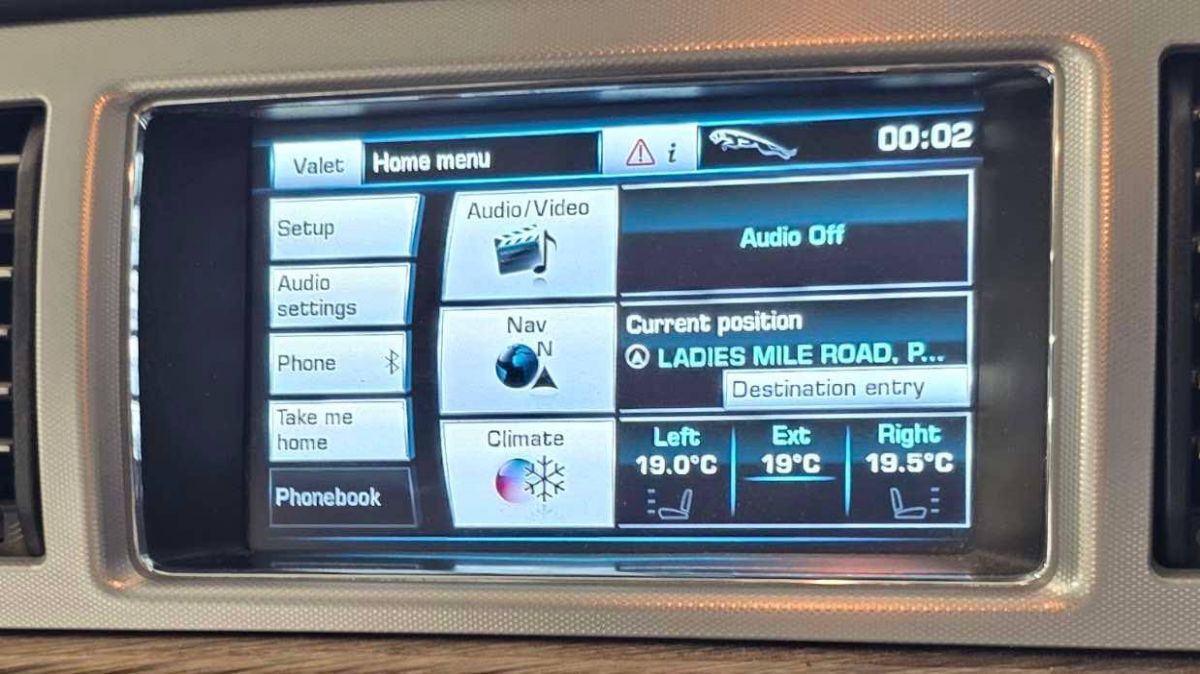 Valet
Home menu
i
00:02
Setup
Audio
settings
Phone
Take me
home
Phonebook
Audio/Video
Nav
N
Climate
Audio Off
Current position
LADIES MILE ROAD, P...
Destination entry
Left
19.0°C
Ext
19°C
Right
19.5°C